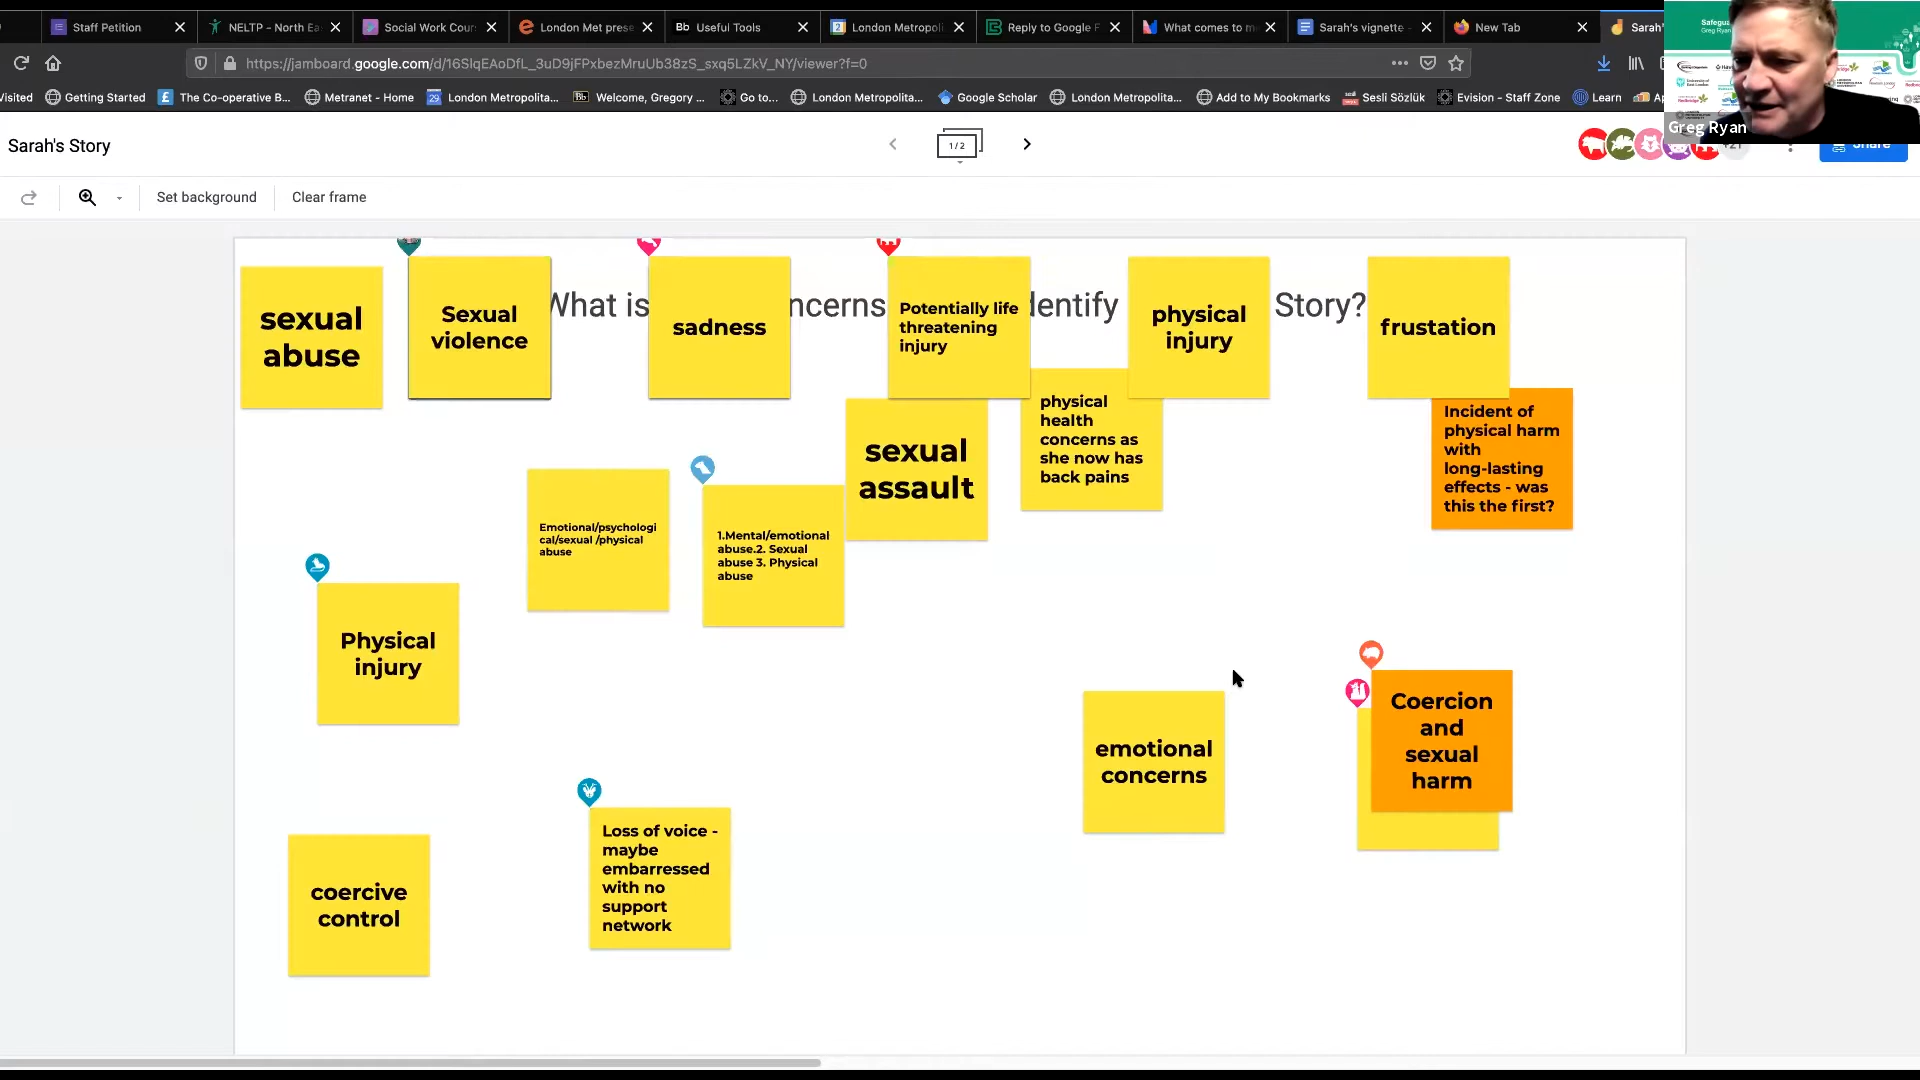 Staff Petition
NELTP - North Ea
Social Work Cour
London Met prese
Useful Tools
London Metropoli
Reply to Google F
What comes to m
Sarah's vignette -
New Tab
Sarah'
https://jamboard.google.com/d/16SlqEAoDfL_3uD9jFPxbezMruUb38zS_sxq5LZkV_NY/viewer?f=0
Visited
Getting Started
The Co-operative B...
Metranet - Home
London Metropolita...
Welcome, Gregory ...
Go to...
London Metropolita...
Google Scholar
London Metropolita...
Add to My Bookmarks
Sesli Sözlük
Evision - Staff Zone
Learn
Greg Ryan
Sarah's Story
1/2
+21
Share
Set background
Clear frame
What is
ncerns
dentify
Story?
sexual
abuse
Sexual
violence
sadness
Potentially life
threatening
injury
physical
injury
frustation
sexual
assault
physical
health
concerns as
she now has
back pains
Incident of
physical harm
with
long-lasting
effects - was
this the first?
Emotional/psychologi
cal/sexual /physical
abuse
1.Mental/emotional
abuse.2. Sexual
abuse 3. Physical
abuse
Physical
injury
emotional
concerns
Coercion
and
sexual
harm
coercive
control
Loss of voice -
maybe
embarressed
with no
support
network